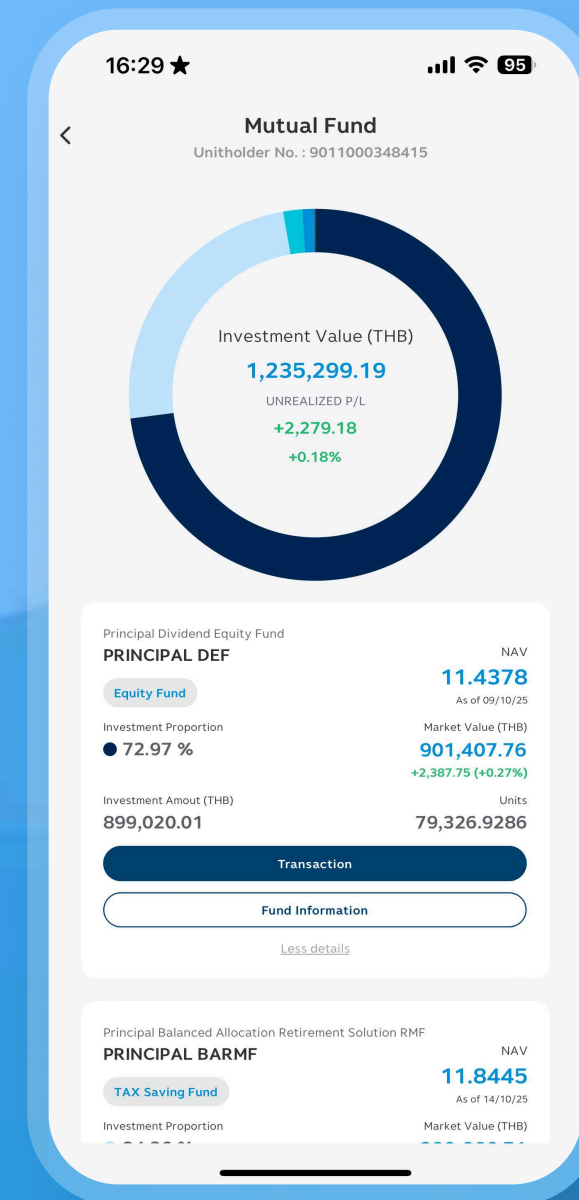 16:29
95
Mutual Fund
Unitholder No. : 9011000348415
Investment Value (THB)
1,235,299.19
UNREALIZED P/L
+2,279.18
+0.18%
Principal Dividend Equity Fund
PRINCIPAL DEF
NAV
11.4378
Equity Fund
As of 09/10/25
Investment Proportion
Market Value (THB)
72.97 %
901,407.76
+2,387.75 (+0.27%)
Investment Amout (THB)
Units
899,020.01
79,326.9286
Transaction
Fund Information
Less details
Principal Balanced Allocation Retirement Solution RMF
PRINCIPAL BARMF
NAV
11.8445
TAX Saving Fund
As of 14/10/25
Investment Proportion
Market Value (THB)